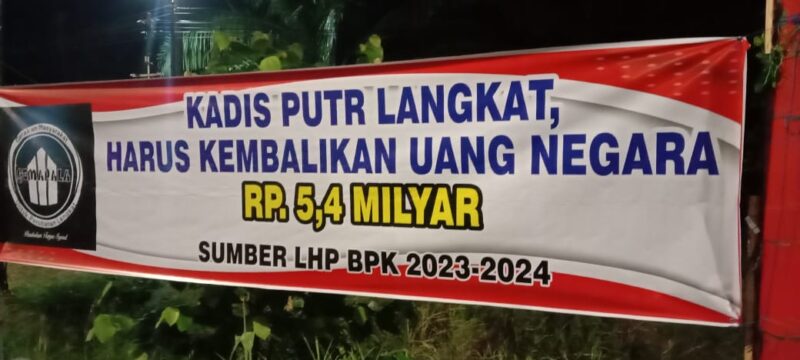 KADIS PUTR LANGKAT,
HARUS KEMBALIKAN UANG NEGARA
RP. 5,4 MILYAR
SUMBER LHP BPK 2023-2024